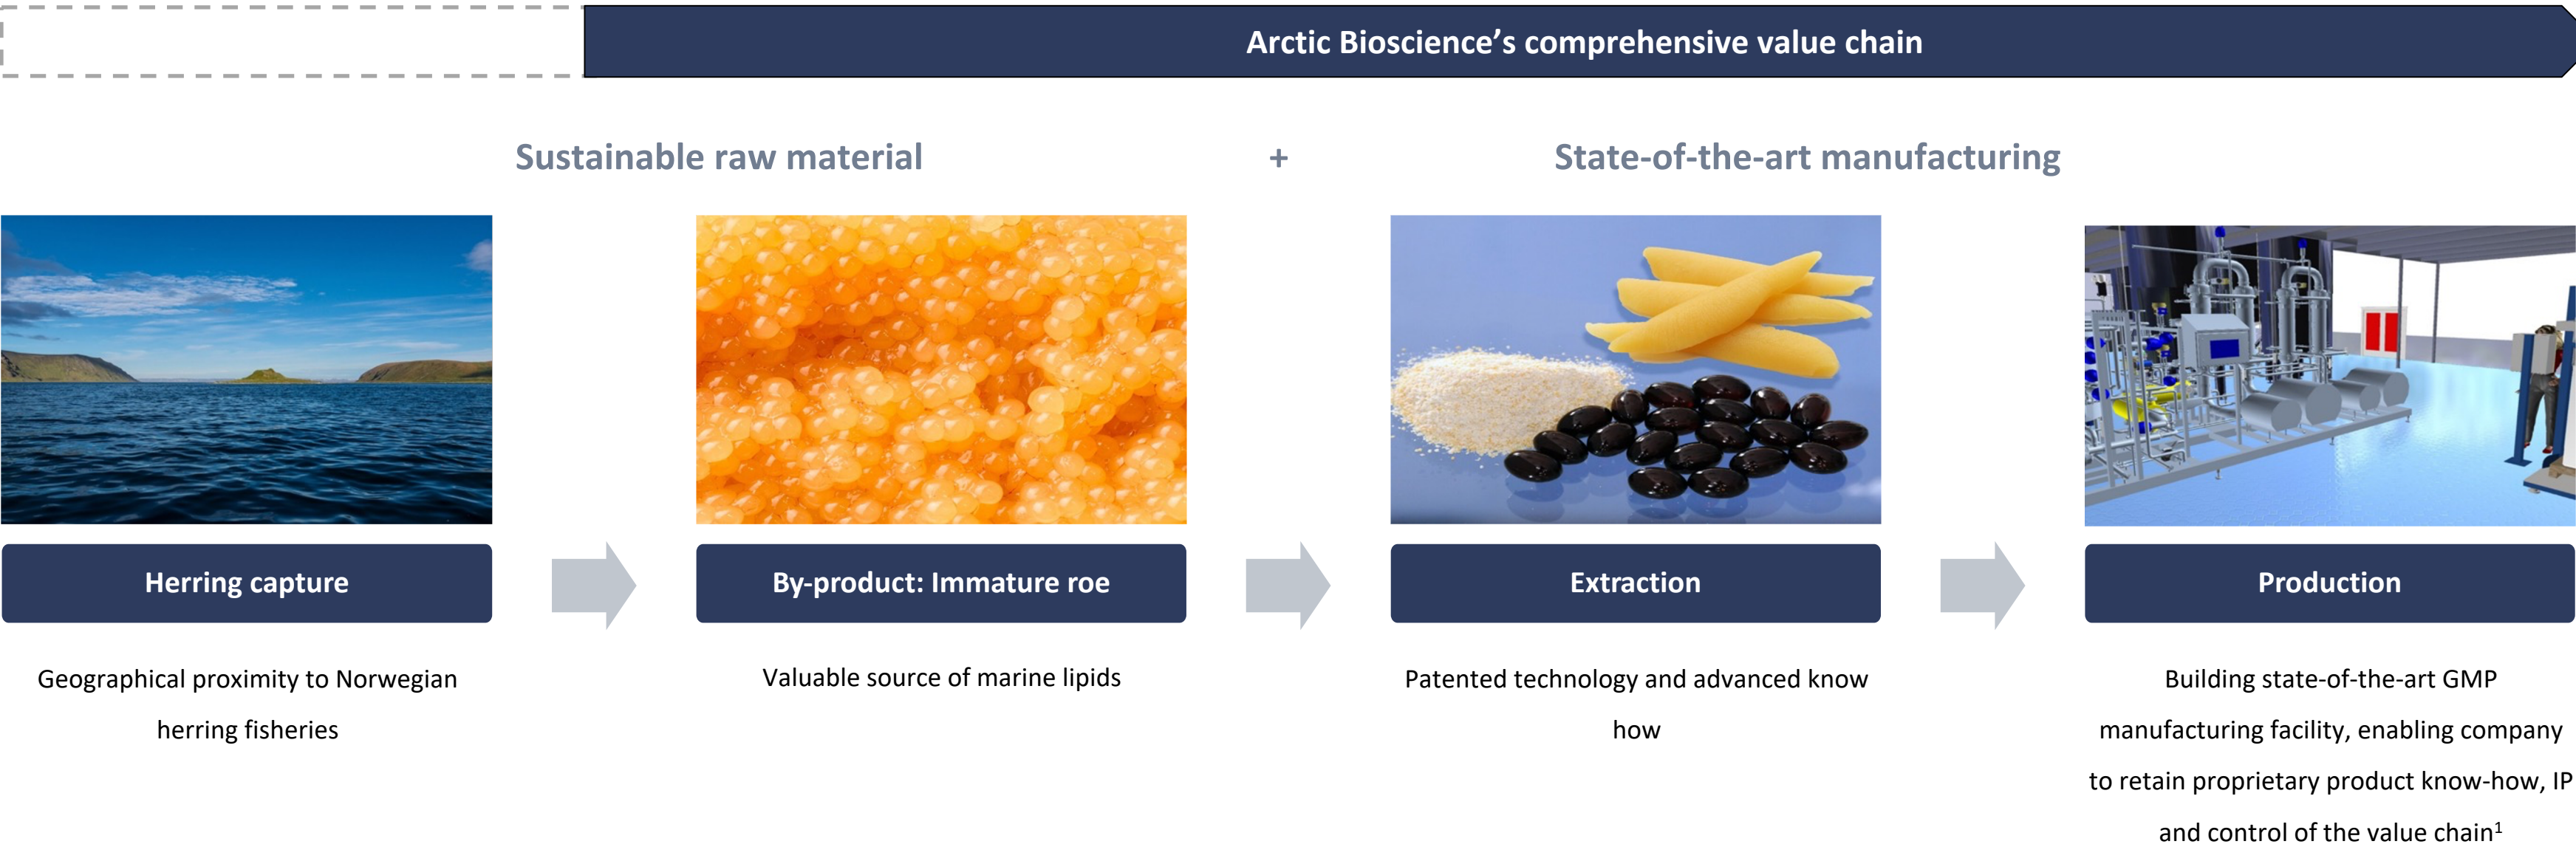 Arctic Bioscience’s comprehensive value chain
Sustainable raw material
+
State-of-the-art manufacturing
Herring capture
By-product: Immature roe
Extraction
Production
Geographical proximity to Norwegian
herring fisheries
Valuable source of marine lipids
Patented technology and advanced know
how
Building state-of-the-art GMP
manufacturing facility, enabling company
to retain proprietary product know-how, IP
and control of the value chain¹